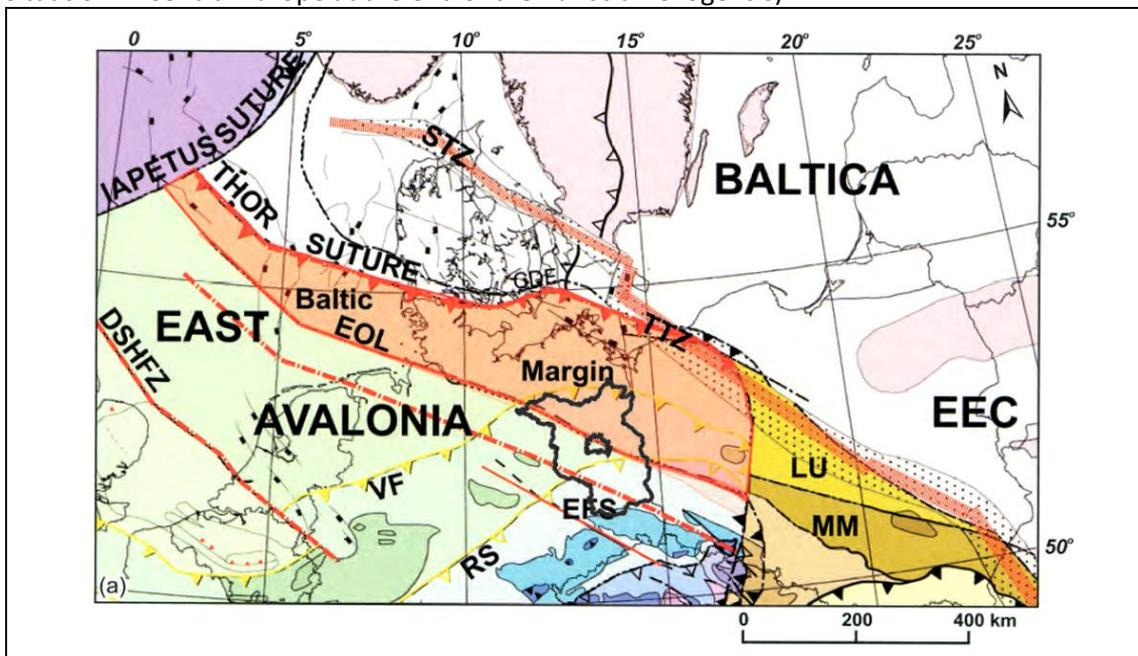 0 5° 10° 15° 20° 25°
N
IAPETUS SUTURE
STZ
THOR
SUTURE
BALTICA
55°
CDF
Baltic
EOL
EAST
DSHFZ
TTZ
Margin
AVALONIA
EEC
VF
LU
EFS
MM
RS
50°
(a)
0 200 400 km